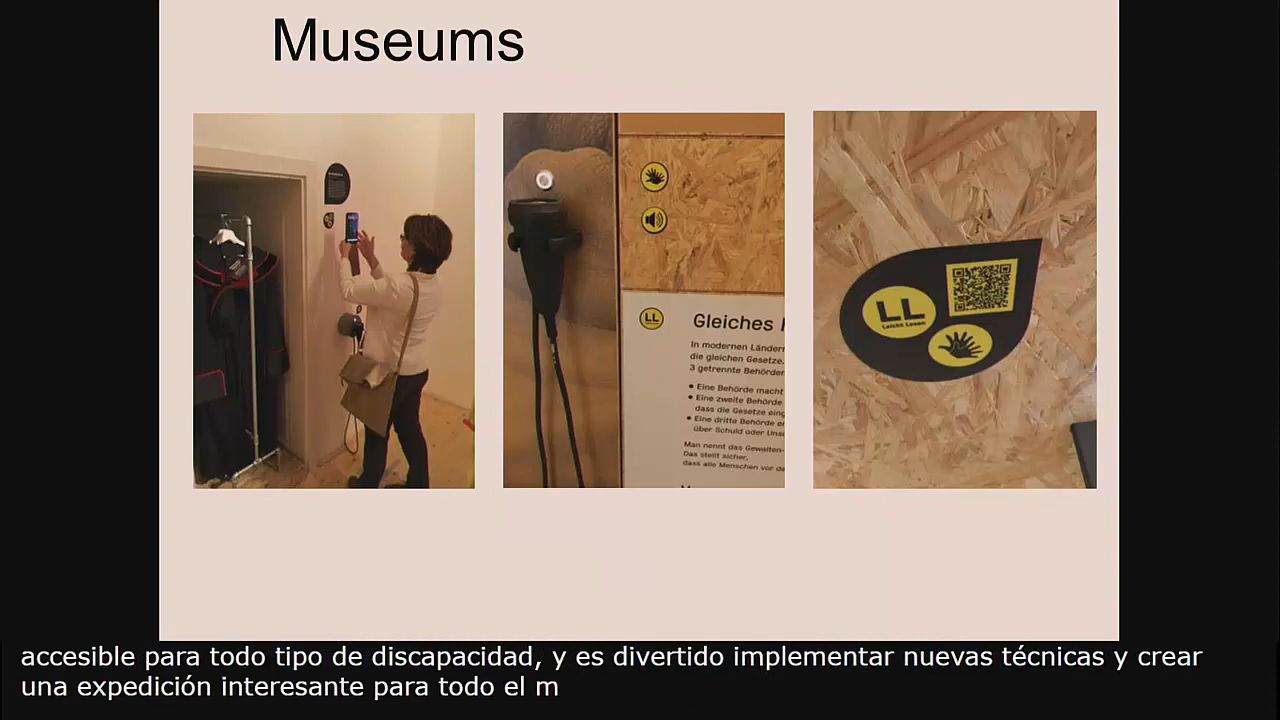 Museums
LL
Gleiches
In modernen Ländern
die gleichen Gesetze.
3 getrennte Behörden
• Eine Behörde macht
• Eine zweite Behörde
dass die Gesetze
• Eine dritte Behörde
über Schuld oder
Man nennt das Gewalten-
Das stellt sicher,
dass alle Menschen vor
LL
Leicht Lesen
accesible para todo tipo de discapacidad, y es divertido implementar nuevas técnicas y crear
una expedición interesante para todo el m